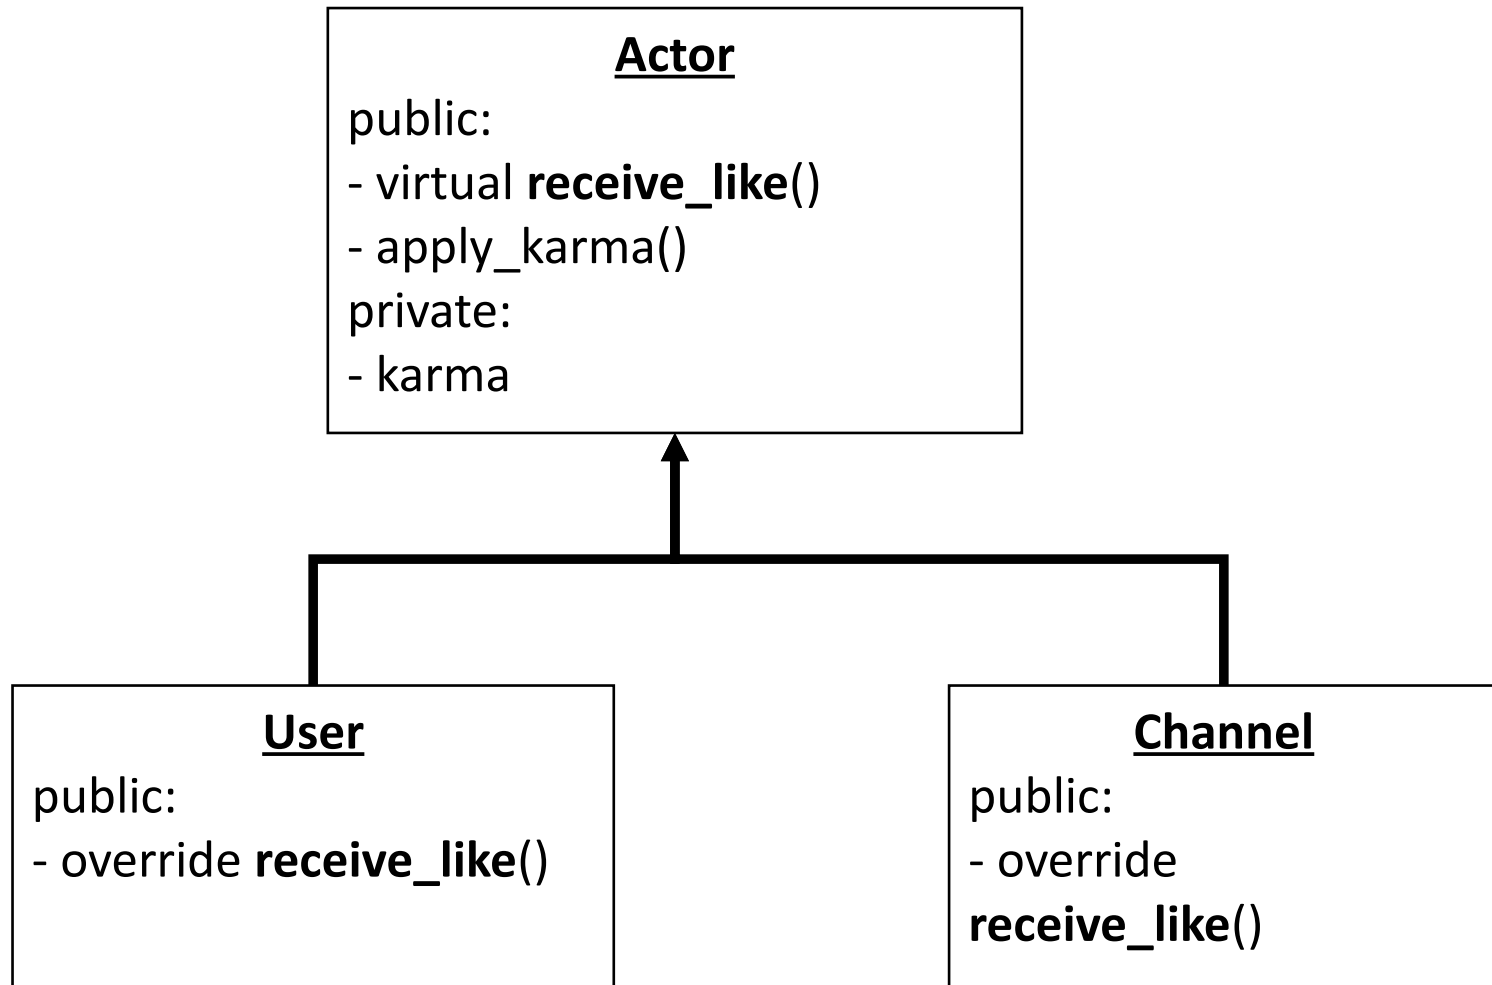 Actor
public:
- virtual receive_like()
- apply_karma()
private:
- karma
User
public:
- override receive_like()
Channel
public:
- override
receive_like()